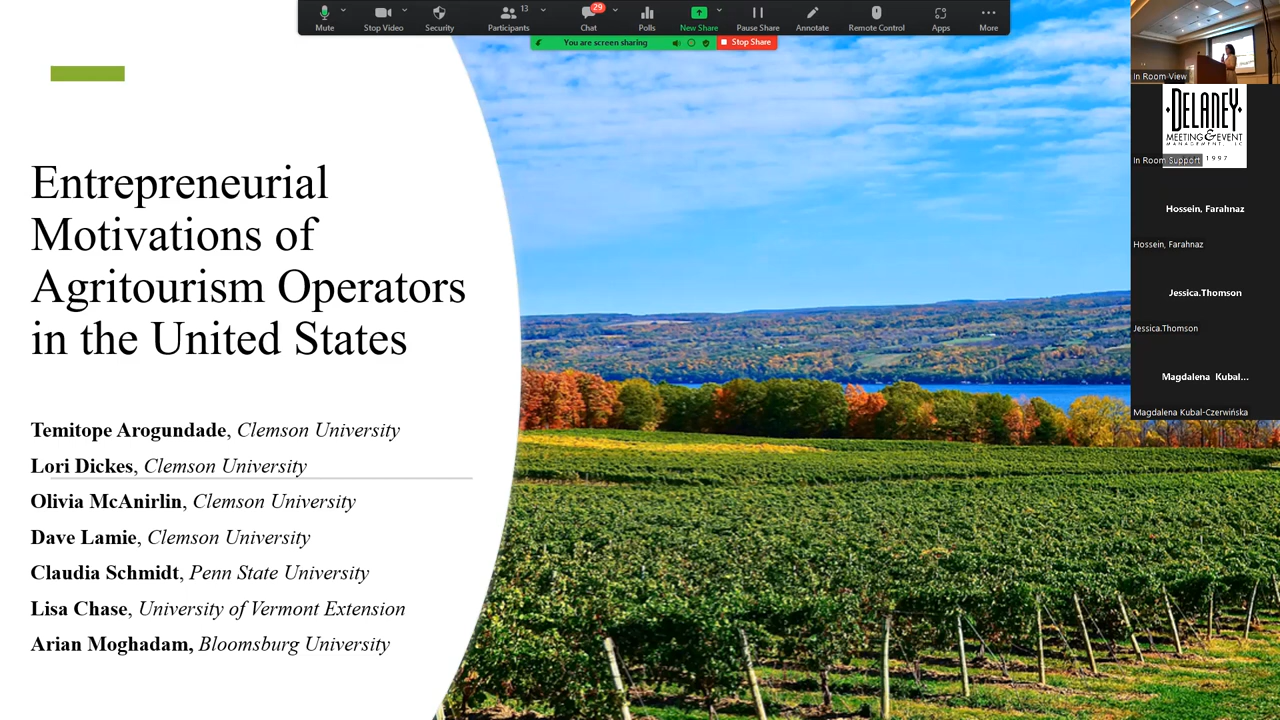 13
29
Mute
Stop Video
Security
Participants
Chat
Polls
New Share
Pause Share
Annotate
Remote Control
Apps
More
You are screen sharing
Stop Share
In Room View
DELANEY
MEETING & EVENT
MANAGEMENT, LLC
1997
In Room Support
Hossein, Farahnaz
Hossein, Farahnaz
Jessica.Thomson
Jessica.Thomson
Magdalena Kubal...
Magdalena Kubal-Czerwińska
Entrepreneurial
Motivations of
Agritourism Operators
in the United States
Temitope Arogundade, Clemson University
Lori Dickes, Clemson University
Olivia McAnirlin, Clemson University
Dave Lamie, Clemson University
Claudia Schmidt, Penn State University
Lisa Chase, University of Vermont Extension
Arian Moghadam, Bloomsburg University